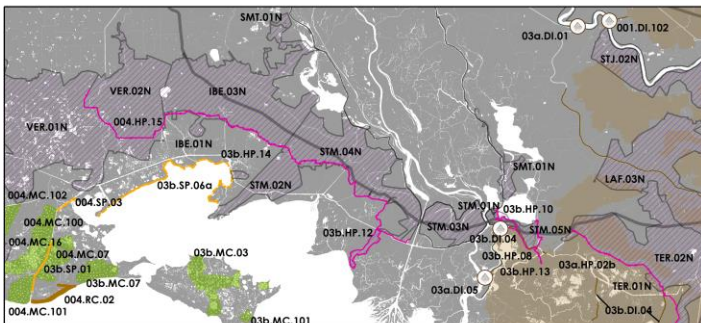 SMT.01N
001.DI.102
03a.DI.01
STJ.02N
VER.02N
IBE.03N
004.HP.15
VER.01N
IBE.01N
STM.04N
SMT.01N
LAF.03N
03b.HP.14
03b.SP.06a
STM.02N
004.MC.102
004.SP.03
004.MC.100
STM.01N
03b.HP.10
03b.HP.12
STM.03N
STM.05N
03b.DI.04
004.MC.16
004.MC.07
03b.MC.03
03b.HP.08
TER.02N
03b.SP.01
03b.MC.07
03b.HP.13
03a.HP.02b
03a.DI.05
TER.01N
004.RC.02
004.MC.101
03b.DI.04
03b.MC.101